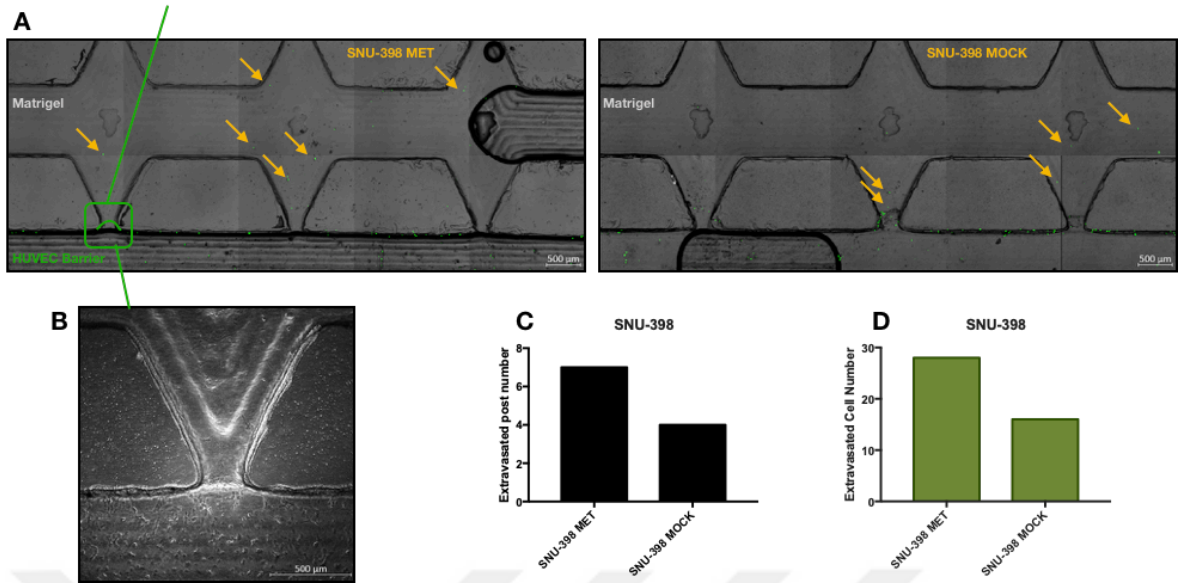 A
SNU-398 MET
Matrigel
HUVEC Barrier
500 µm
SNU-398 MOCK
Matrigel
500 µm
B
500 µm
C
SNU-398
Extravasated post number
8
6
4
2
0
SNU-398 MET
SNU-398 MOCK
D
SNU-398
Extravasated Cell Number
30
20
10
0
SNU-398 MET
SNU-398 MOCK